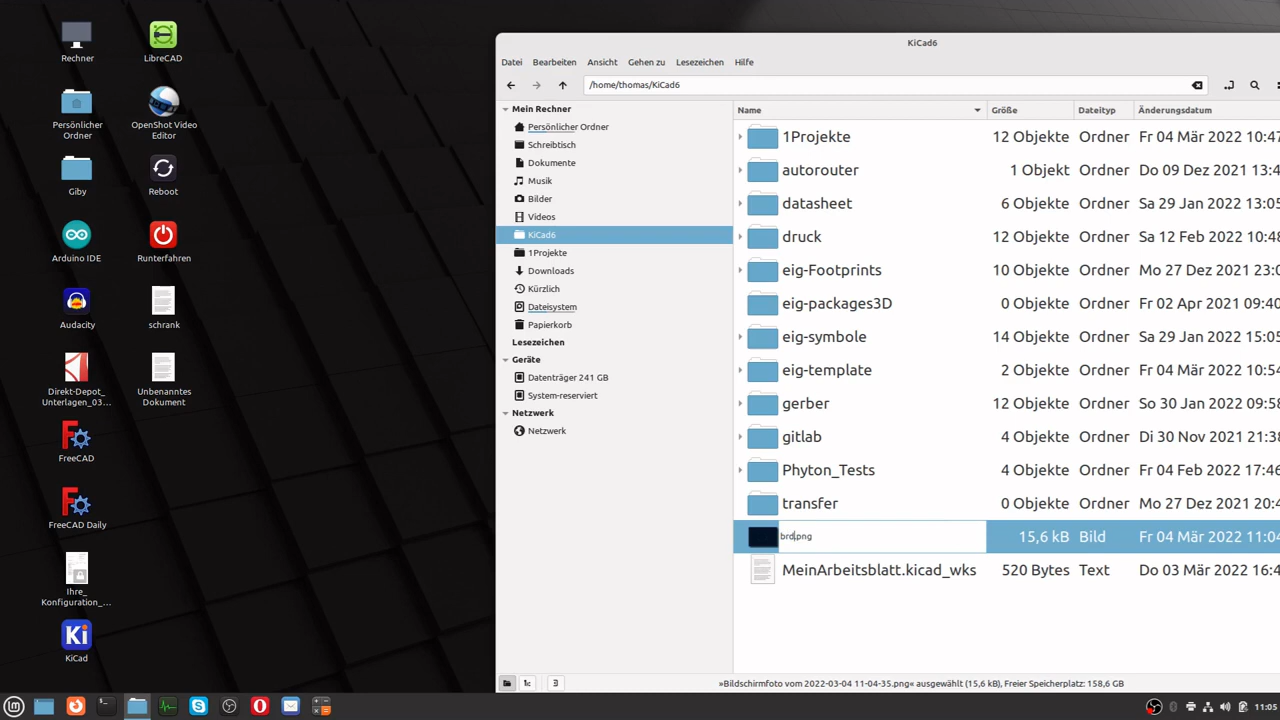 Rechner
LibreCAD
Persönlicher
Ordner
OpenShot Video
Editor
Giby
Reboot
Arduino IDE
Runterfahren
Audacity
schrank
Direkt-Depot_
Unterlagen_03...
Unbenanntes
Dokument
FreeCAD
FreeCAD Daily
Ihre_
Konfiguration_...
KiCad
KiCad6
Datei Bearbeiten Ansicht Gehen zu Lesezeichen Hilfe
/home/thomas/KiCad6
Mein Rechner
Persönlicher Ordner
Schreibtisch
Dokumente
Musik
Bilder
Videos
KiCad6
1Projekte
Downloads
Kürzlich
Dateisystem
Papierkorb
Lesezeichen
Geräte
Datenträger 241 GB
System-reserviert
Netzwerk
Netzwerk
Name Größe Dateityp Änderungsdatum
1Projekte 12 Objekte Ordner Fr 04 Mär 2022 10:47
autorouter 1 Objekt Ordner Do 09 Dez 2021 13:4
datasheet 6 Objekte Ordner Sa 29 Jan 2022 13:05
druck 12 Objekte Ordner Sa 12 Feb 2022 10:48
eig-Footprints 10 Objekte Ordner Mo 27 Dez 2021 23:0
eig-packages3D 0 Objekte Ordner Fr 02 Apr 2021 09:40
eig-symbole 14 Objekte Ordner Sa 29 Jan 2022 15:05
eig-template 2 Objekte Ordner Fr 04 Mär 2022 10:54
gerber 12 Objekte Ordner So 30 Jan 2022 09:58
gitlab 4 Objekte Ordner Di 30 Nov 2021 21:38
Phyton_Tests 4 Objekte Ordner Fr 04 Feb 2022 17:46
transfer 0 Objekte Ordner Mo 27 Dez 2021 20:4
brd.png 15,6 kB Bild Fr 04 Mär 2022 11:04
MeinArbeitsblatt.kicad_wks 520 Bytes Text Do 03 Mär 2022 16:4
»Bildschirmfoto vom 2022-03-04 11-04-35.png« ausgewählt (15,6 kB), Freier Speicherplatz: 158,6 GB
11:05